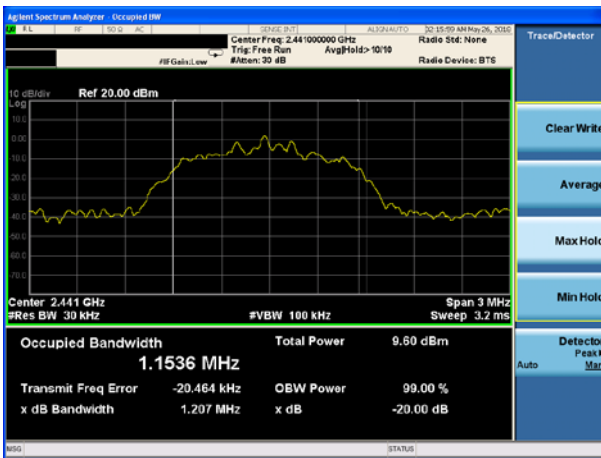 Agilent Spectrum Analyzer - Occupied BW
RL RF 50 Ω AC SENSE:INT ALIGNAUTO 02:15:59 AM May 26, 2010
Center Freq: 2.441000000 GHz Radio Std: None
Trig: Free Run Avg|Hold:>10/10
#IFGain:Low #Atten: 30 dB Radio Device: BTS
Trace/Detector
10 dB/div Ref 20.00 dBm
Log
10.0
0.00
-10.0
-20.0
-30.0
-40.0
-50.0
-60.0
-70.0
Center 2.441 GHz Span 3 MHz
#Res BW 30 kHz #VBW 100 kHz Sweep 3.2 ms
Occupied Bandwidth Total Power 9.60 dBm
1.1536 MHz
Transmit Freq Error -20.464 kHz OBW Power 99.00 %
x dB Bandwidth 1.207 MHz x dB -20.00 dB
Clear Write
Average
Max Hold
Min Hold
Detector
Peak
Auto Man
MSG STATUS